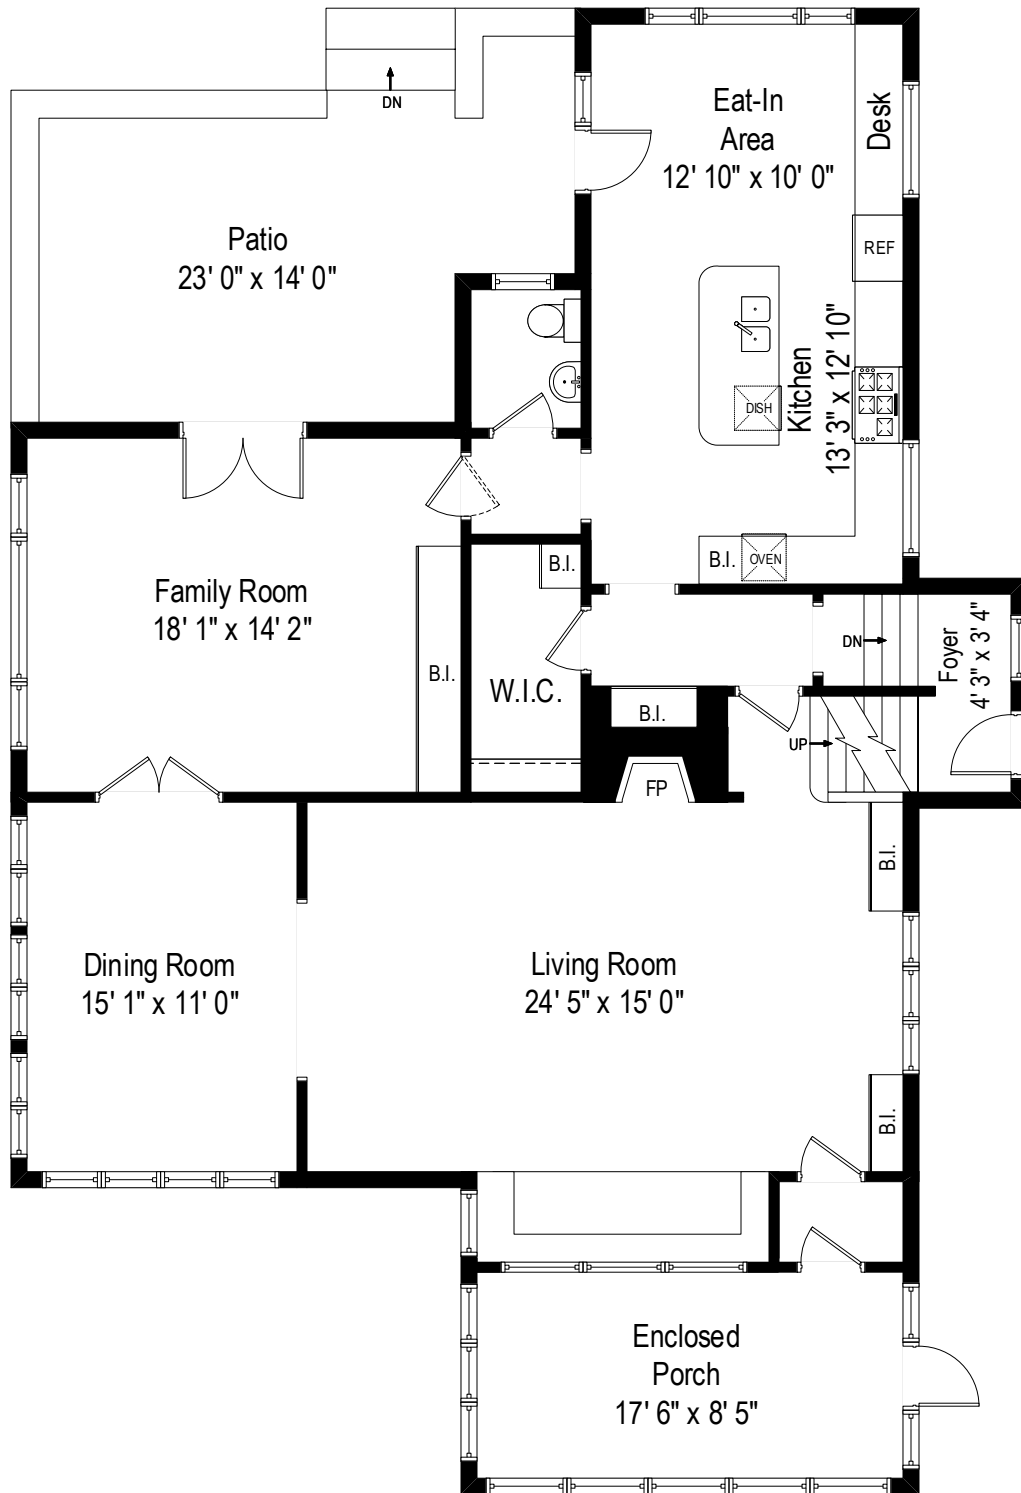 DN
Eat-In
Area
12' 10" x 10' 0"
Desk
Patio
23' 0" x 14' 0"
REF
Kitchen
13' 3" x 12' 10"
DISH
B.I.
OVEN
B.I.
Family Room
18' 1" x 14' 2"
B.I.
W.I.C.
DN
Foyer
4' 3" x 3' 4"
B.I.
UP
FP
B.I.
Dining Room
15' 1" x 11' 0"
Living Room
24' 5" x 15' 0"
B.I.
Enclosed
Porch
17' 6" x 8' 5"